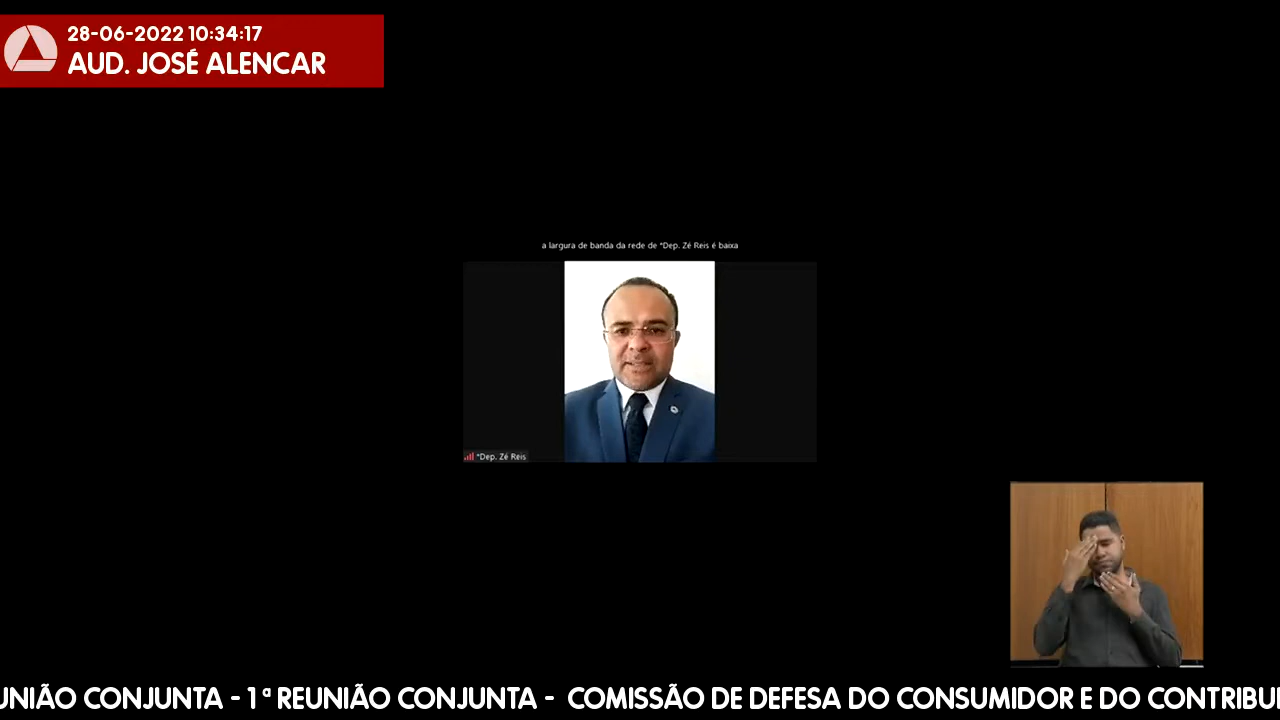 28-06-2022 10:34:17
AUD. JOSÉ ALENCAR
a largura de banda da rede de *Dep. Zé Reis é baixa
*Dep. Zé Reis
UNIÃO CONJUNTA - 1ª REUNIÃO CONJUNTA - COMISSÃO DE DEFESA DO CONSUMIDOR E DO CONTRIBU